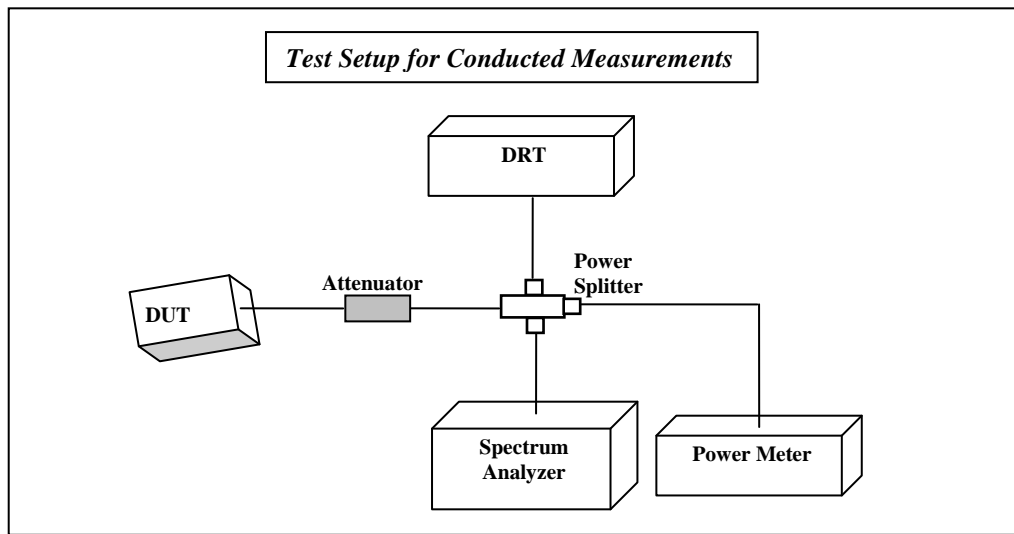 Test Setup for Conducted Measurements
DRT
Power
Splitter
Attenuator
DUT
Spectrum
Analyzer
Power Meter